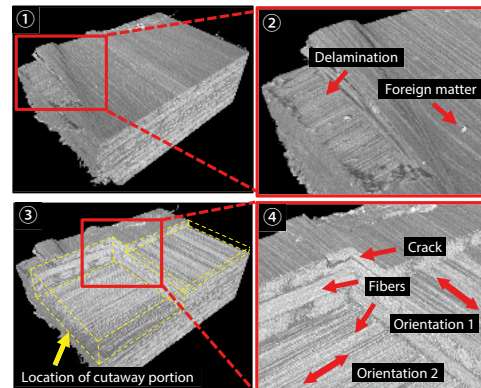 ①
②
Delamination
Foreign matter
③
④
Crack
Fibers
Orientation 1
Orientation 2
Location of cutaway portion